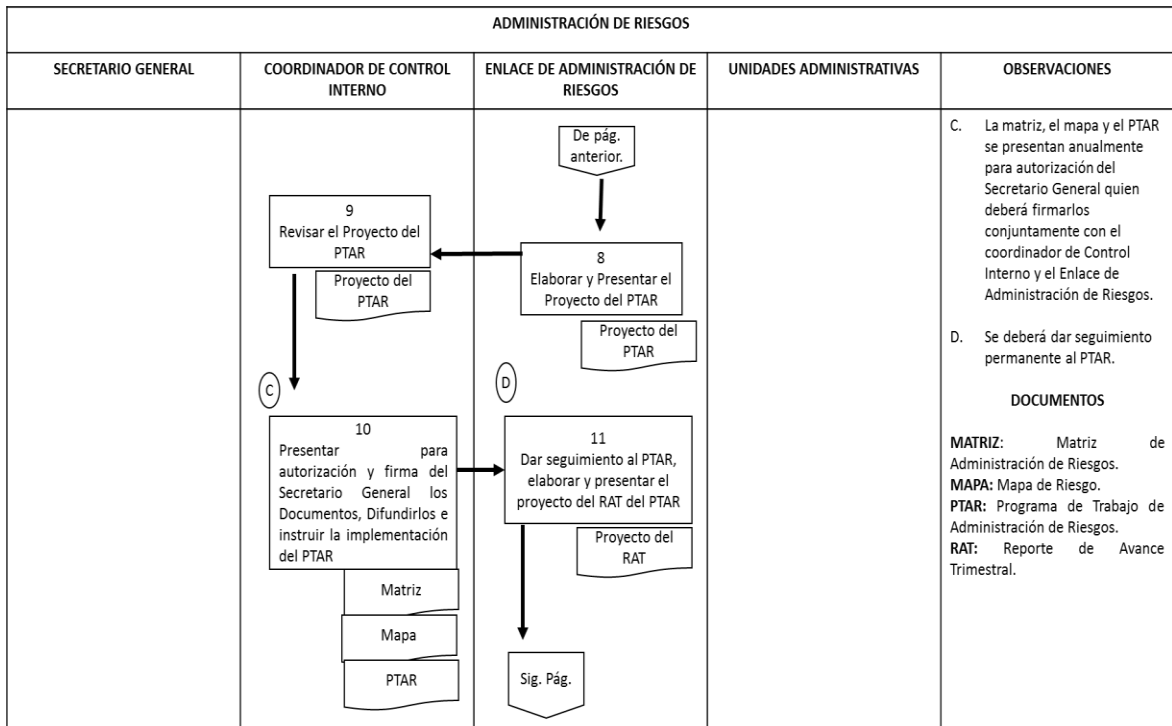 ADMINISTRACIÓN DE RIESGOS
SECRETARIO GENERAL
COORDINADOR DE CONTROL
INTERNO
ENLACE DE ADMINISTRACIÓN DE
RIESGOS
UNIDADES ADMINISTRATIVAS
OBSERVACIONES
De pág.
anterior.
9
Revisar el Proyecto del
PTAR
Proyecto del
PTAR
8
Elaborar y Presentar el
Proyecto del PTAR
Proyecto del
PTAR
C
D
10
Presentar para
autorización y firma del
Secretario General los
Documentos, Difundirlos e
instruir la implementación
del PTAR
Matriz
Mapa
PTAR
11
Dar seguimiento al PTAR,
elaborar y presentar el
proyecto del RAT del PTAR
Proyecto del
RAT
Sig. Pág.
C. La matriz, el mapa y el PTAR
se presentan anualmente
para autorización del
Secretario General quien
deberá firmarlos
conjuntamente con el
coordinador de Control
Interno y el Enlace de
Administración de Riesgos.
D. Se deberá dar seguimiento
permanente al PTAR.
DOCUMENTOS
MATRIZ: Matriz de
Administración de Riesgos.
MAPA: Mapa de Riesgo.
PTAR: Programa de Trabajo de
Administración de Riesgos.
RAT: Reporte de Avance
Trimestral.